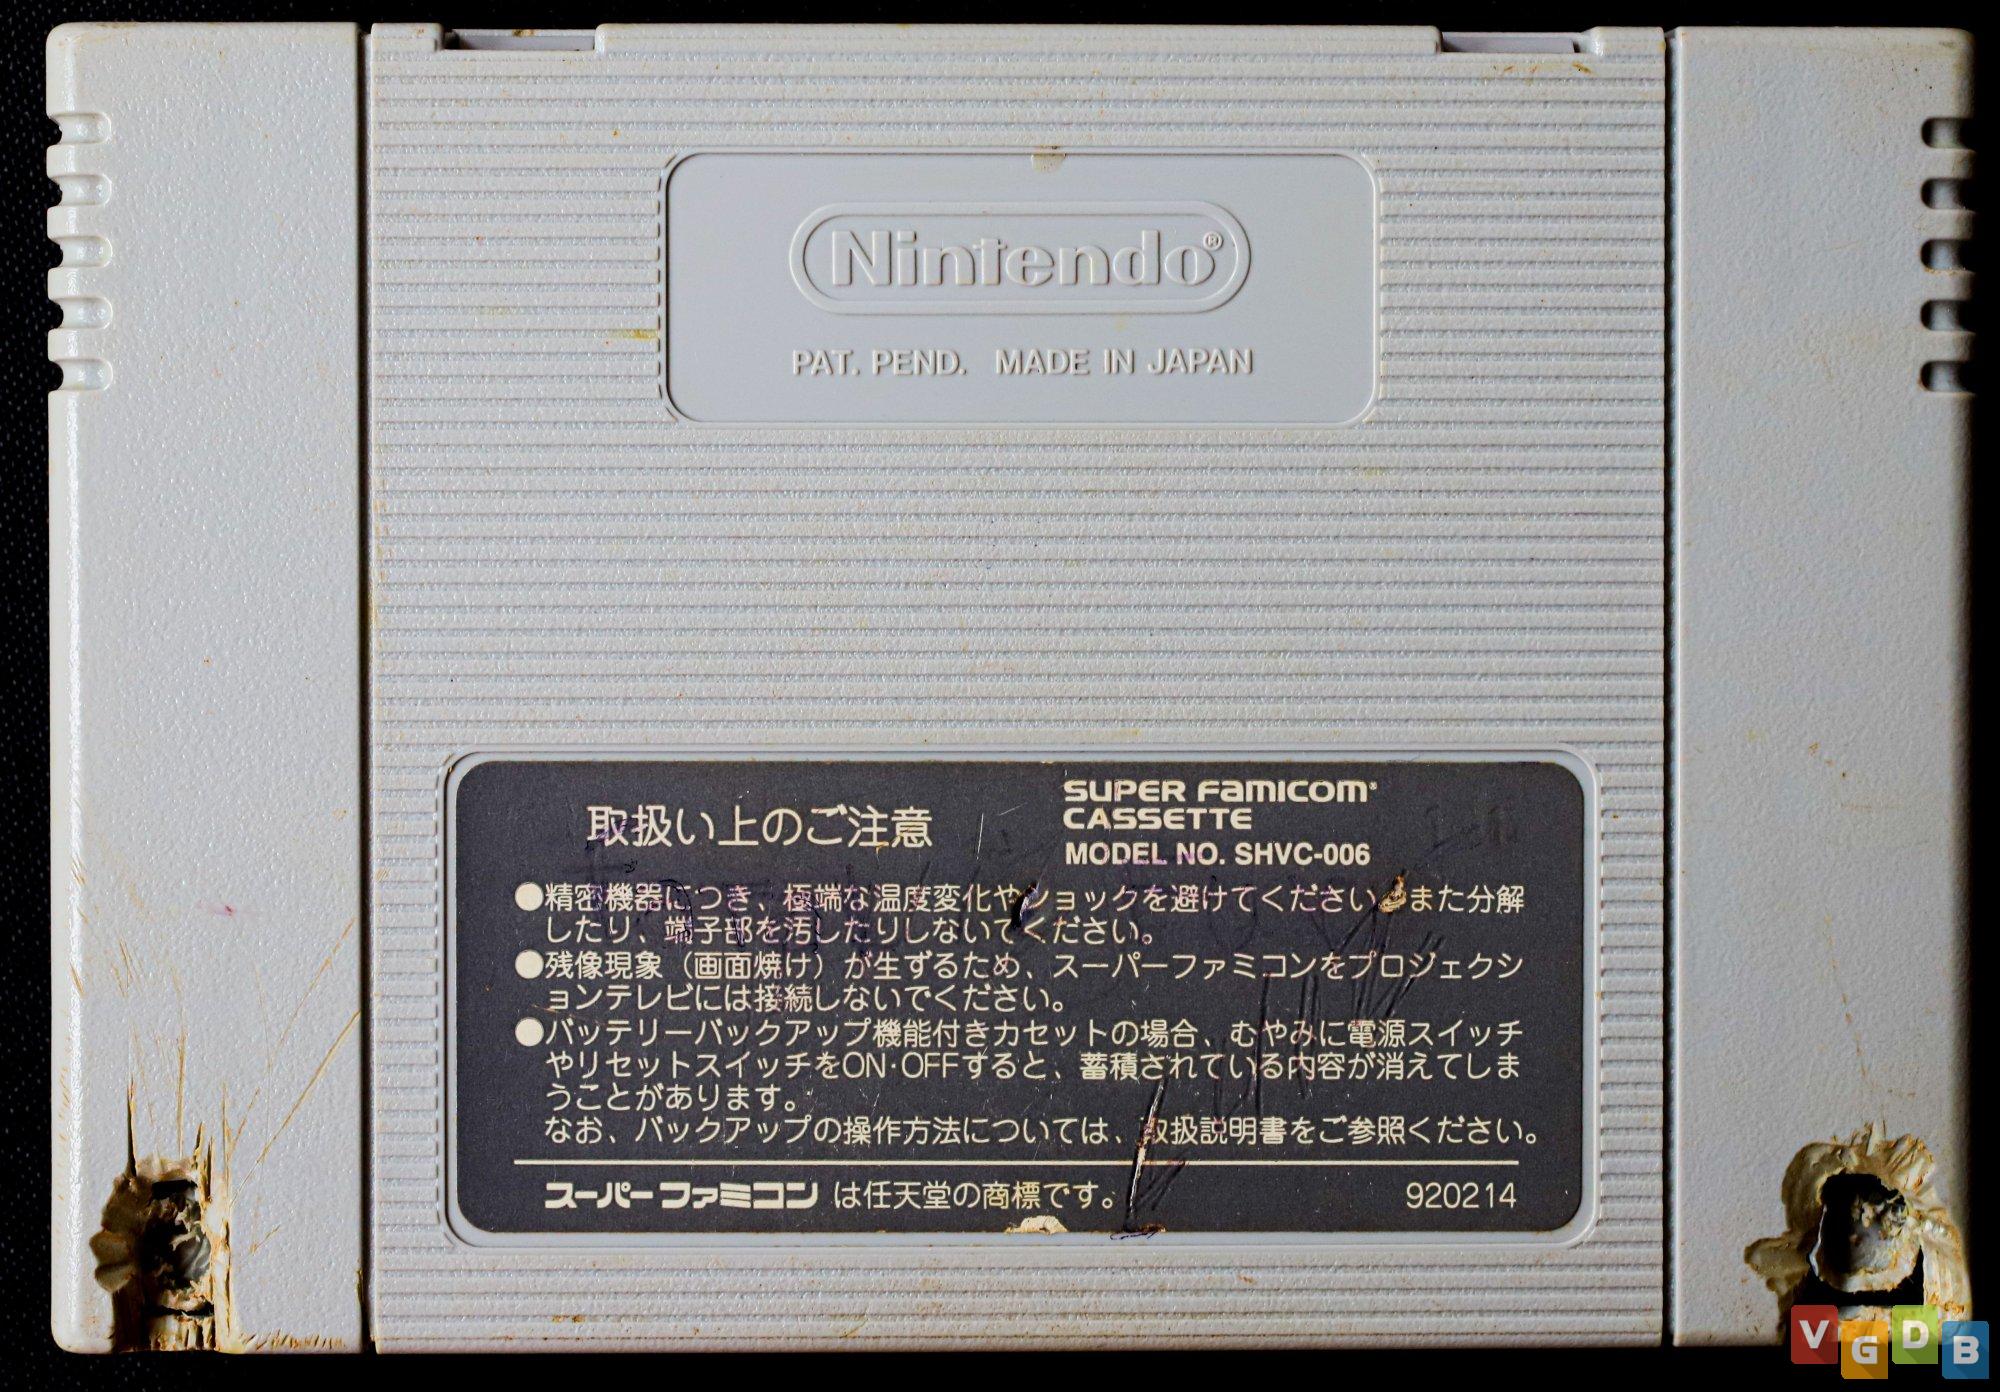 Nintendo®
PAT. PEND. MADE IN JAPAN
取扱い上のご注意
SUPER FAMICOM®
CASSETTE
MODEL NO. SHVC-006
●精密機器につき、極端な温度変化やショックを避けてください。また分解
したり、端子部を汚したりしないでください。
●残像現象（画面焼け）が生ずるため、スーパーファミコンをプロジェクシ
ョンテレビには接続しないでください。
●バッテリーバックアップ機能付きカセットの場合、むやみに電源スイッチ
やリセットスイッチをON·OFFすると、蓄積されている内容が消えてしま
うことがあります。
なお、バックアップの操作方法については、取扱説明書をご参照ください。
スーパーファミコン は任天堂の商標です。
920214
VGDB